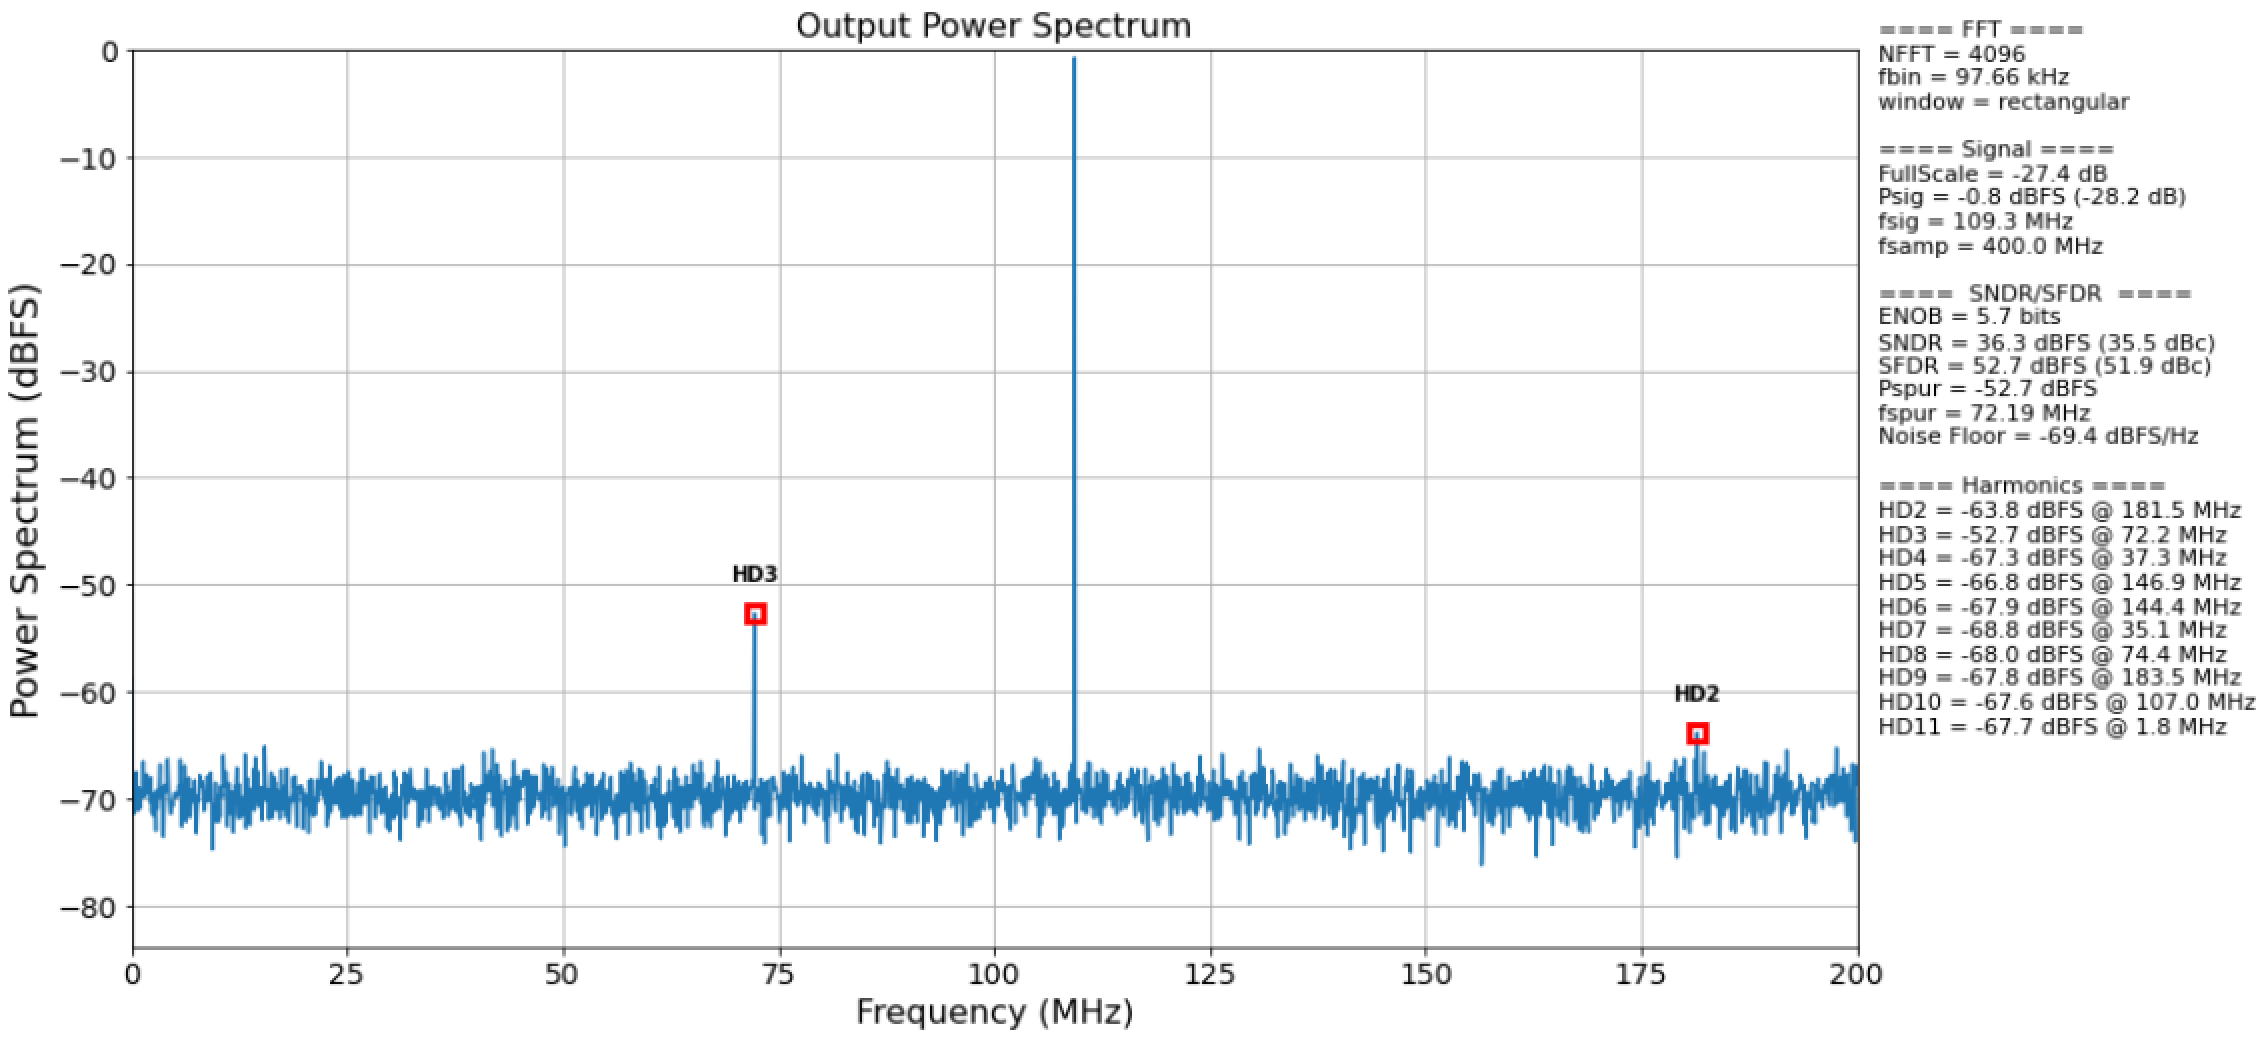 Output Power Spectrum
0
−10
−20
−30
−40
−50
−60
−70
−80
Power Spectrum (dBFS)
HD3
HD2
0 25 50 75 100 125 150 175 200
Frequency (MHz)
==== FFT ====
NFFT = 4096
fbin = 97.66 kHz
window = rectangular
==== Signal ====
FullScale = -27.4 dB
Psig = -0.8 dBFS (-28.2 dB)
fsig = 109.3 MHz
fsamp = 400.0 MHz
==== SNDR/SFDR ====
ENOB = 5.7 bits
SNDR = 36.3 dBFS (35.5 dBc)
SFDR = 52.7 dBFS (51.9 dBc)
Pspur = -52.7 dBFS
fspur = 72.19 MHz
Noise Floor = -69.4 dBFS/Hz
==== Harmonics ====
HD2 = -63.8 dBFS @ 181.5 MHz
HD3 = -52.7 dBFS @ 72.2 MHz
HD4 = -67.3 dBFS @ 37.3 MHz
HD5 = -66.8 dBFS @ 146.9 MHz
HD6 = -67.9 dBFS @ 144.4 MHz
HD7 = -68.8 dBFS @ 35.1 MHz
HD8 = -68.0 dBFS @ 74.4 MHz
HD9 = -67.8 dBFS @ 183.5 MHz
HD10 = -67.6 dBFS @ 107.0 MHz
HD11 = -67.7 dBFS @ 1.8 MHz